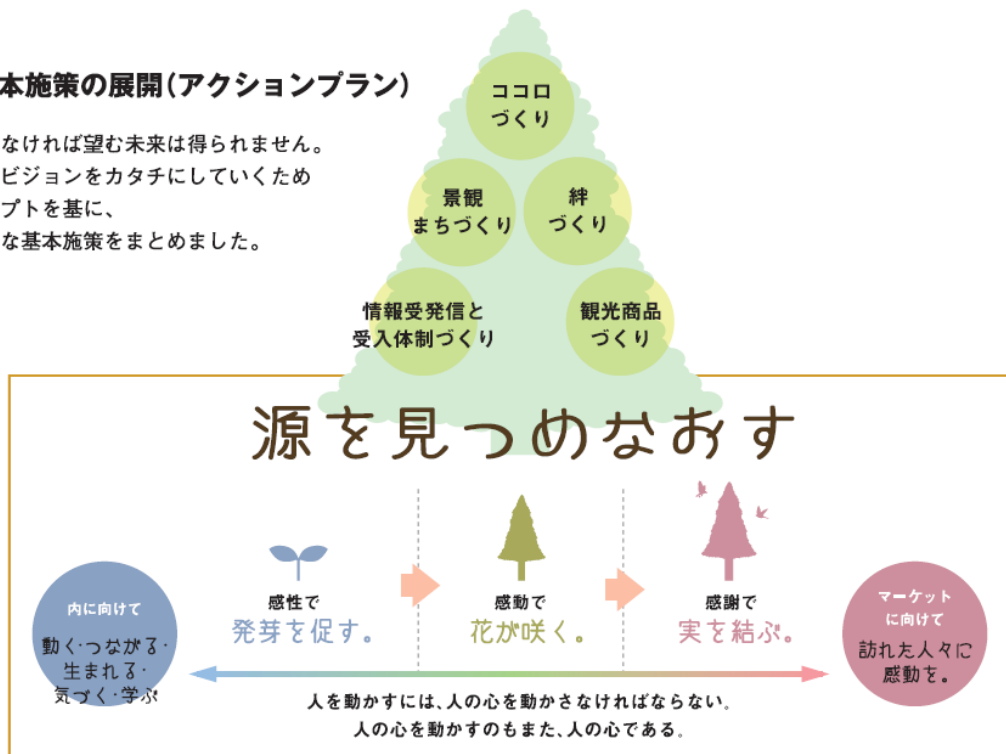 本施策の展開(アクションプラン)
なければ望む未来は得られません。
ビジョンをカタチにしていくため
プトを基に、
な基本施策をまとめました。
ココロ
づくり
景観
まちづくり
絆
づくり
情報受発信と
受入体制づくり
観光商品
づくり
源を見つめなおす
内に向けて
動く・つながる・
生まれる・
気づく・学ぶ
感性で
発芽を促す。
感動で
花が咲く。
感謝で
実を結ぶ。
マーケット
に向けて
訪れた人々に
感動を。
人を動かすには、人の心を動かさなければならない。
人の心を動かすのもまた、人の心である。